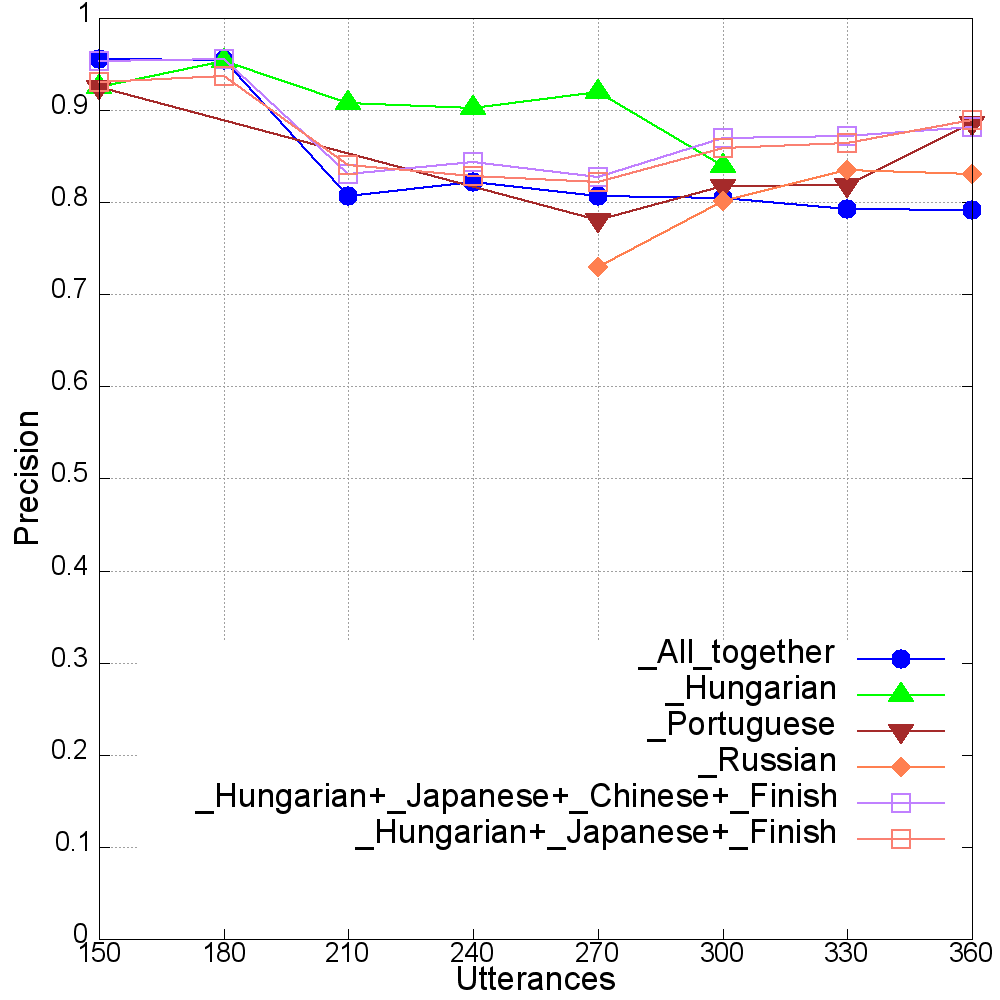 1
0.9
0.8
0.7
0.6
0.5
0.4
0.3
0.2
0.1
0
Precision
_All_together
_Hungarian
_Portuguese
_Russian
_Hungarian+_Japanese+_Chinese+_Finish
_Hungarian+_Japanese+_Finish
150 180 210 240 270 300 330 360
Utterances